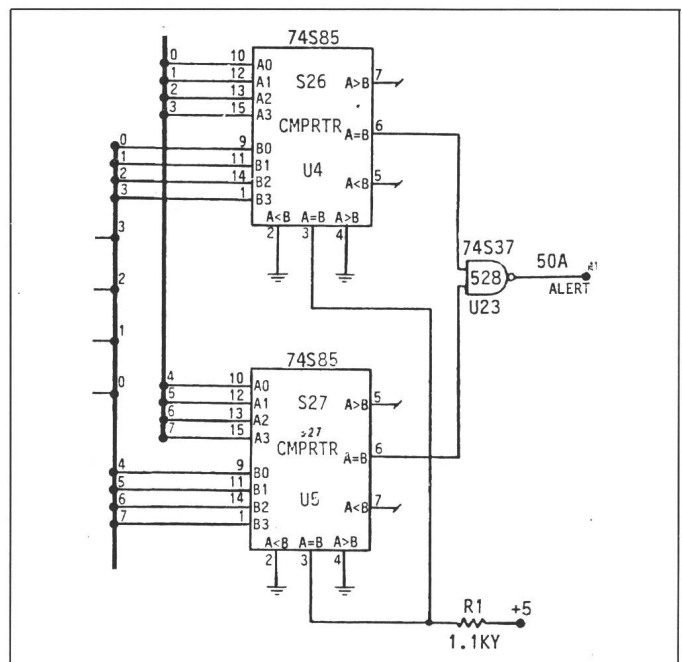 74S85
0 10 A0
1 12 A1
2 13 A2
3 15 A3
S26
A>B 7
CMPRTR
A=B 6
U4
A<B 5
0 9 B0
1 11 B1
2 14 B2
3 1 B3
A<B A=B A>B
2 3 4
3
2
1
0
74S37
528
U23
50A
ALERT
74S85
4 10 A0
5 12 A1
6 13 A2
7 15 A3
S27
A>B 5
S27
CMPRTR
A=B 6
U5
A<B 7
4 9 B0
5 11 B1
6 14 B2
7 1 B3
A<B A=B A>B
2 3 4
R1
+5
1.1KY